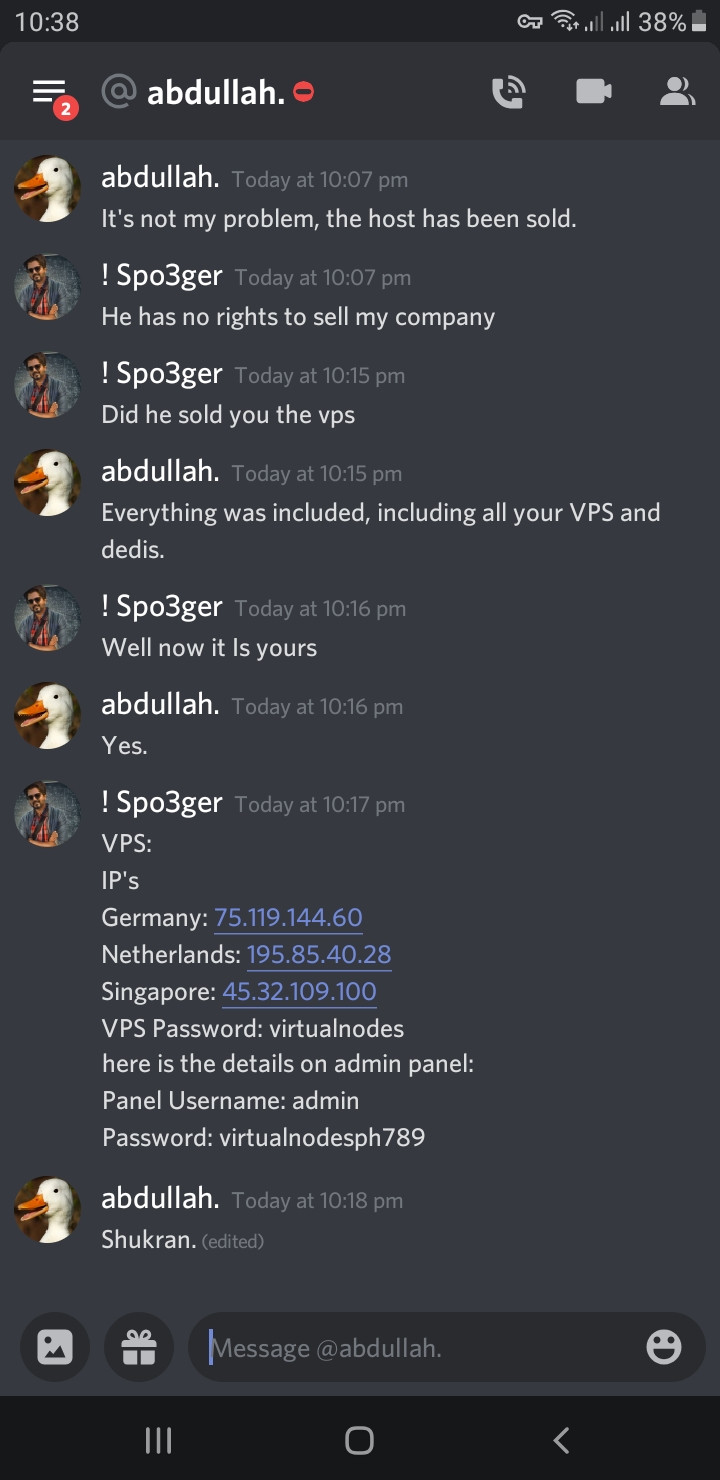 10:38
38%
2
@ abdullah.
abdullah. Today at 10:07 pm
It's not my problem, the host has been sold.
! Spo3ger Today at 10:07 pm
He has no rights to sell my company
! Spo3ger Today at 10:15 pm
Did he sold you the vps
abdullah. Today at 10:15 pm
Everything was included, including all your VPS and
dedis.
! Spo3ger Today at 10:16 pm
Well now it Is yours
abdullah. Today at 10:16 pm
Yes.
! Spo3ger Today at 10:17 pm
VPS:
IP's
Germany: 75.119.144.60
Netherlands: 195.85.40.28
Singapore: 45.32.109.100
VPS Password: virtualnodes
here is the details on admin panel:
Panel Username: admin
Password: virtualnodesph789
abdullah. Today at 10:18 pm
Shukran. (edited)
Message @abdullah.